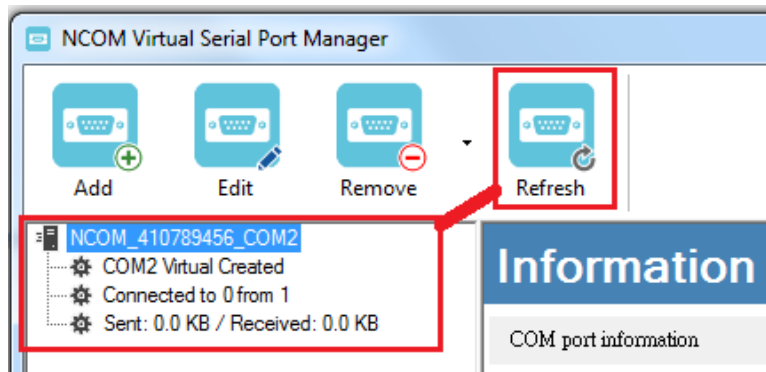 NCOM Virtual Serial Port Manager
Add Edit Remove Refresh
NCOM_410789456_COM2
COM2 Virtual Created
Connected to 0 from 1
Sent: 0.0 KB / Received: 0.0 KB
Information
COM port information